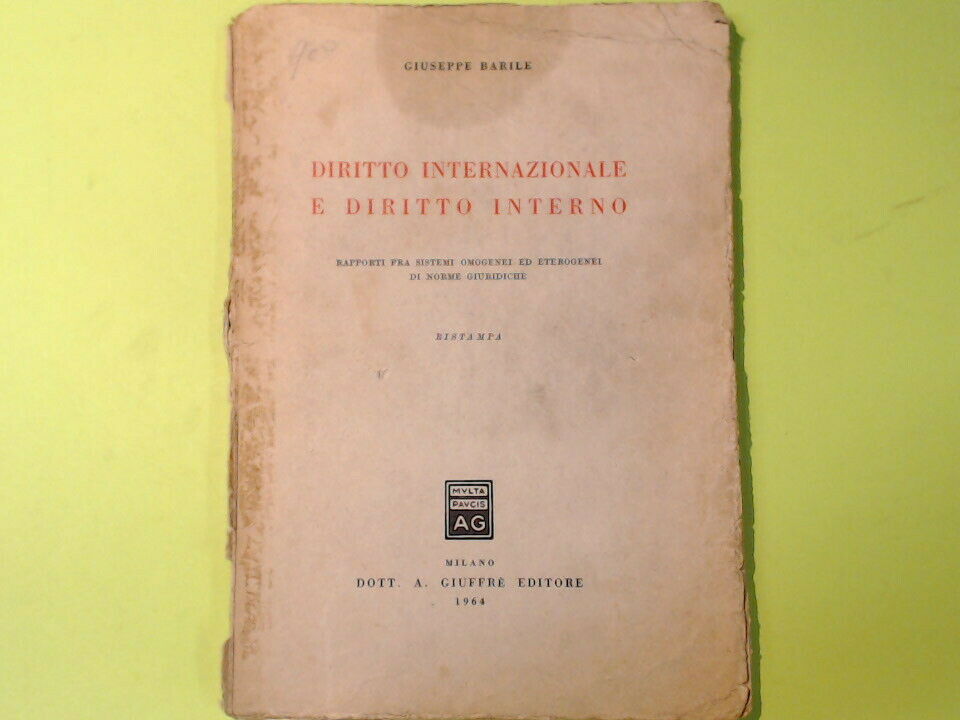 GIUSEPPE BARILE
DIRITTO INTERNAZIONALE
E DIRITTO INTERNO
RAPPORTI FRA SISTEMI OMOGENEI ED ETEROGENEI
DI NORME GIURIDICHE
RISTAMPA
MVLTA
PAVCIS
AG
MILANO
DOTT. A. GIUFFRÈ EDITORE
1964